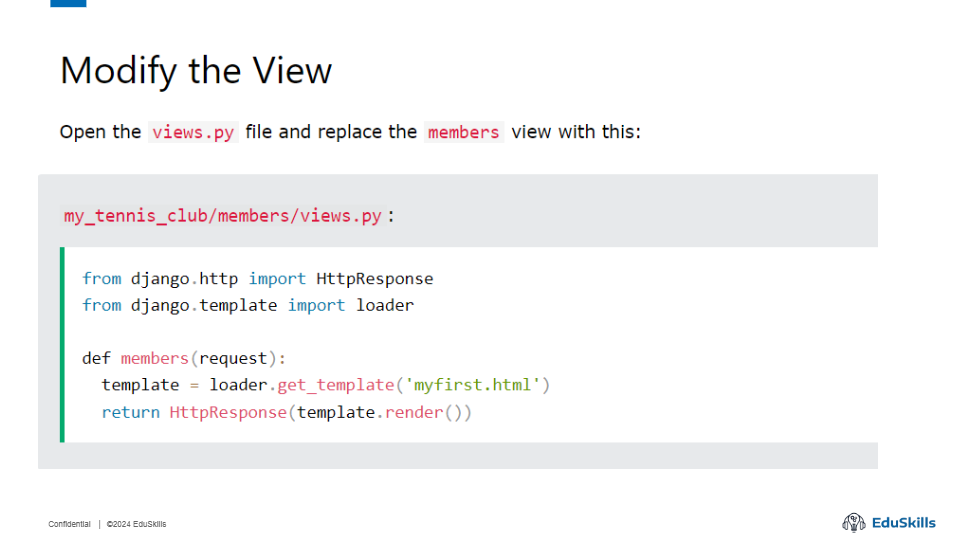 Modify the View
Open the views.py file and replace the members view with this:
my_tennis_club/members/views.py:
from django.http import HttpResponse
from django.template import loader
def members(request):
  template = loader.get_template('myfirst.html')
  return HttpResponse(template.render())
Confidential | ©2024 EduSkills
EduSkills